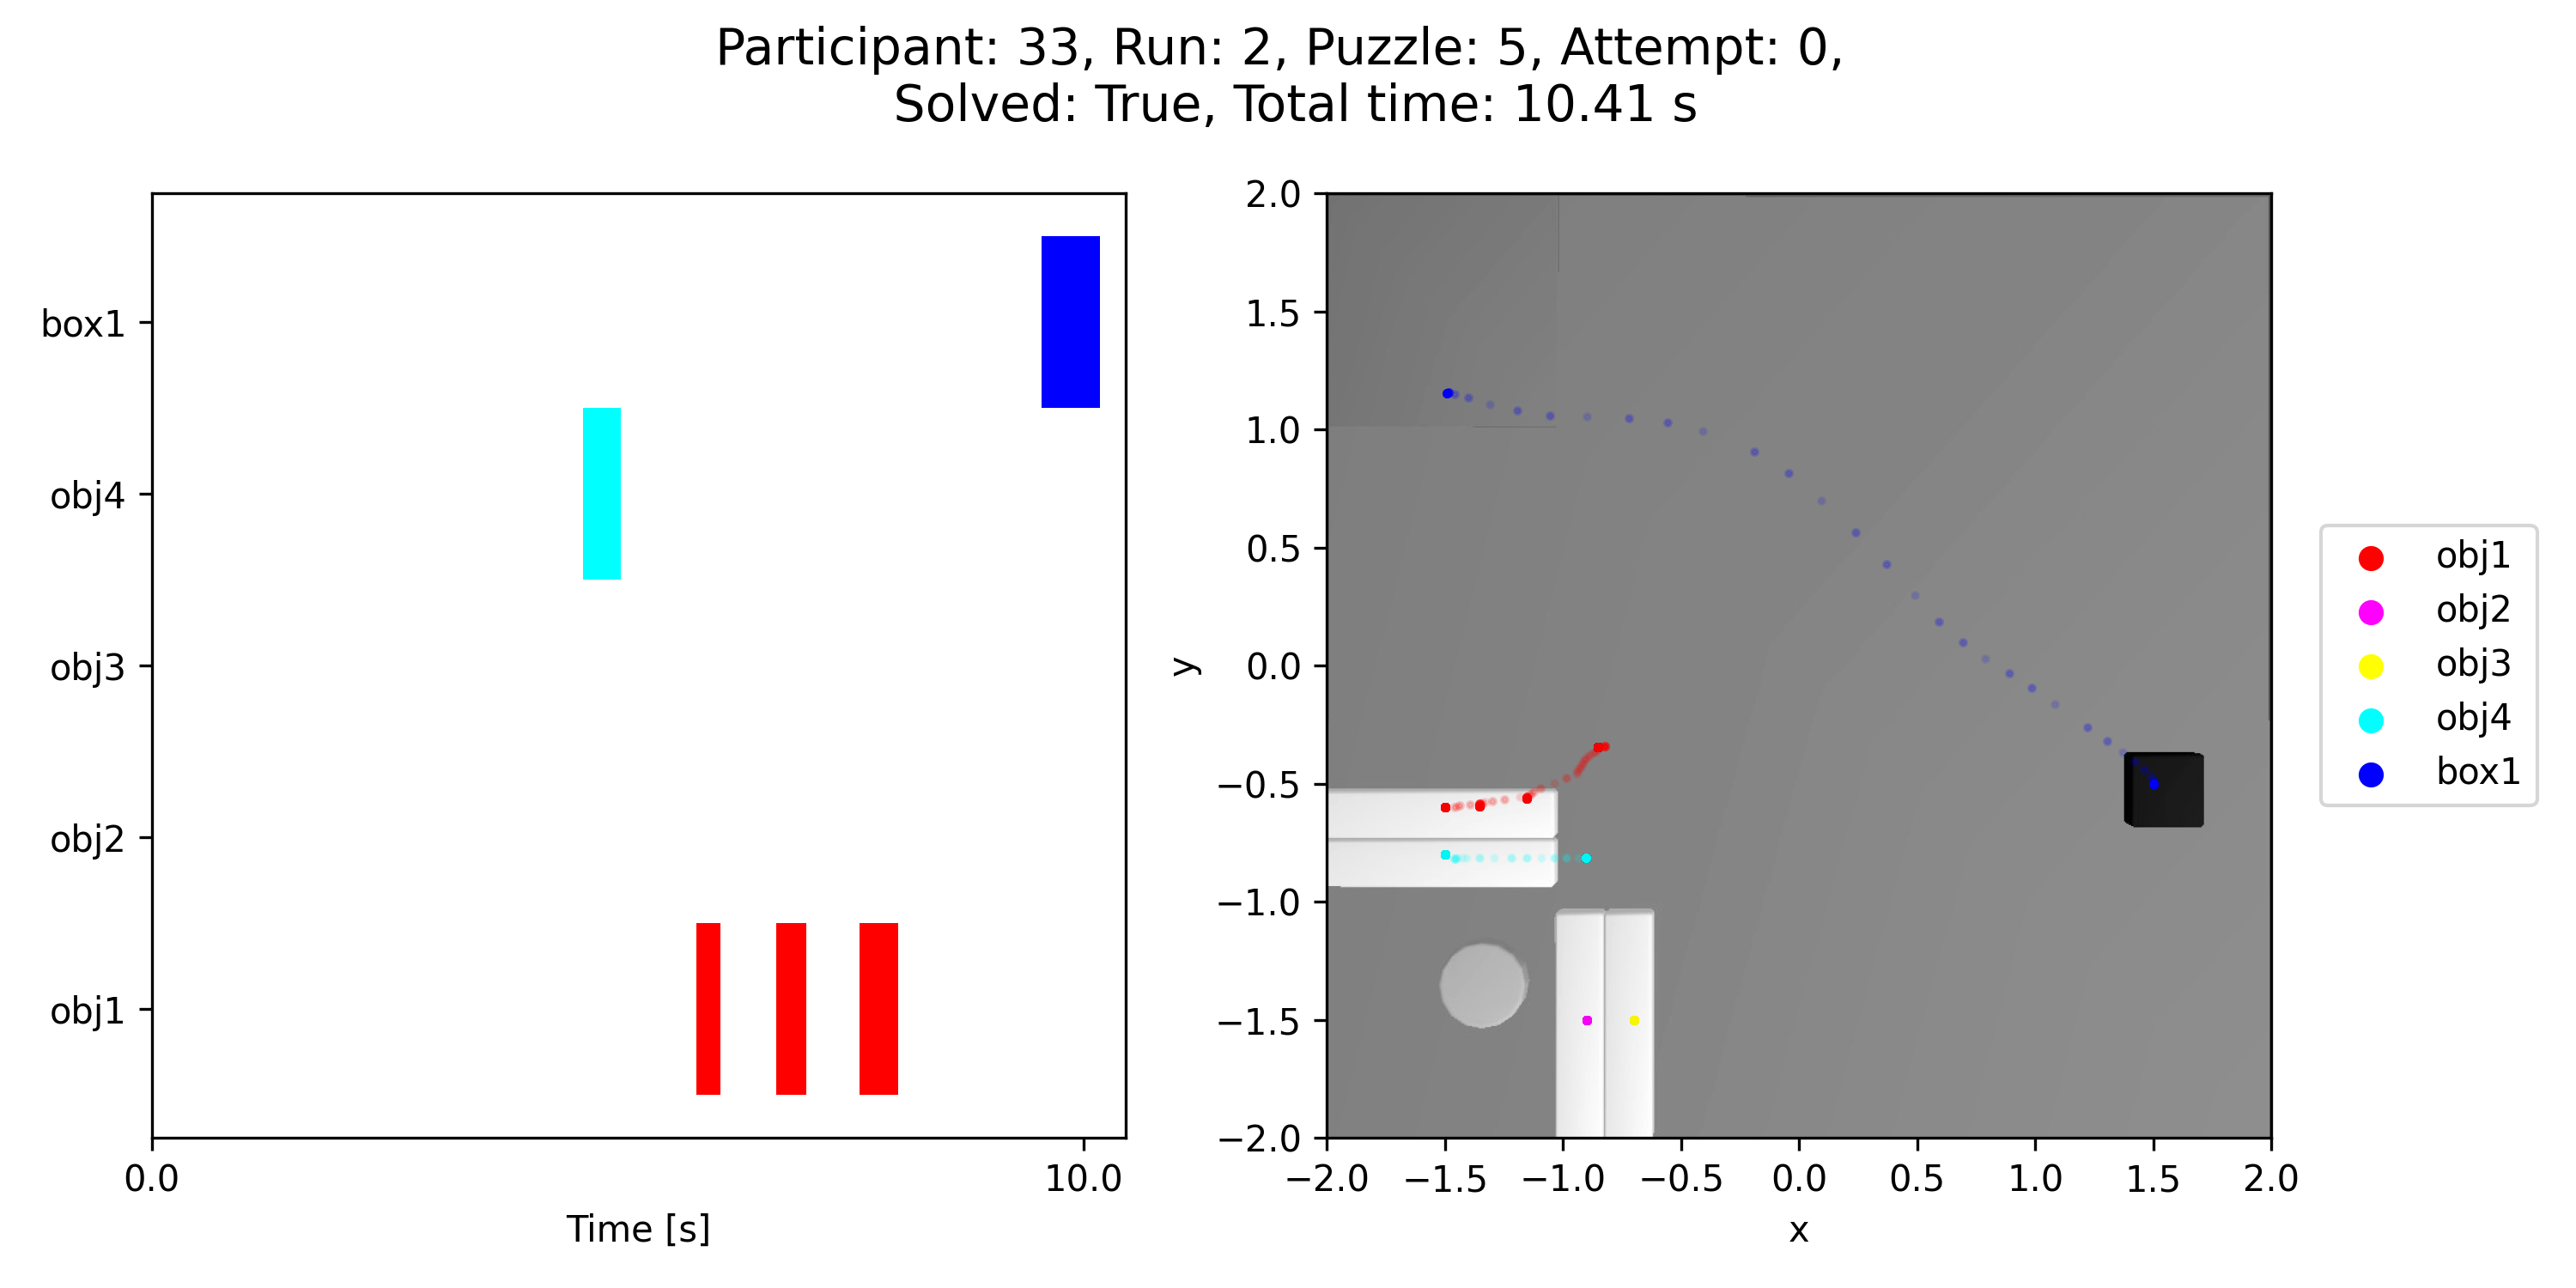 Participant: 33, Run: 2, Puzzle: 5, Attempt: 0,
Solved: True, Total time: 10.41 s
box1
obj4
obj3
obj2
obj1
0.0
10.0
Time [s]
2.0
1.5
1.0
0.5
0.0
−0.5
−1.0
−1.5
−2.0
y
−2.0
−1.5
−1.0
−0.5
0.0
0.5
1.0
1.5
2.0
x
obj1
obj2
obj3
obj4
box1